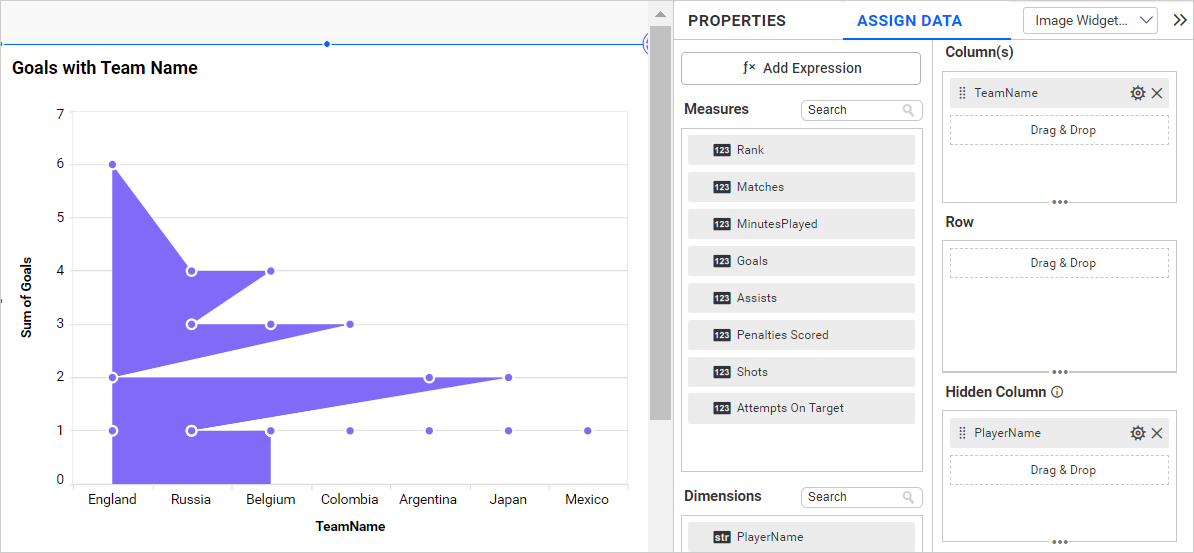 PROPERTIES
ASSIGN DATA
Image Widget...
Goals with Team Name
7
6
5
4
3
2
1
0
Sum of Goals
England Russia Belgium Colombia Argentina Japan Mexico
TeamName
ƒ× Add Expression
Measures
Search
123 Rank
123 Matches
123 MinutesPlayed
123 Goals
123 Assists
123 Penalties Scored
123 Shots
123 Attempts On Target
Dimensions
Search
str PlayerName
Column(s)
TeamName
Drag & Drop
Row
Drag & Drop
Hidden Column
PlayerName
Drag & Drop